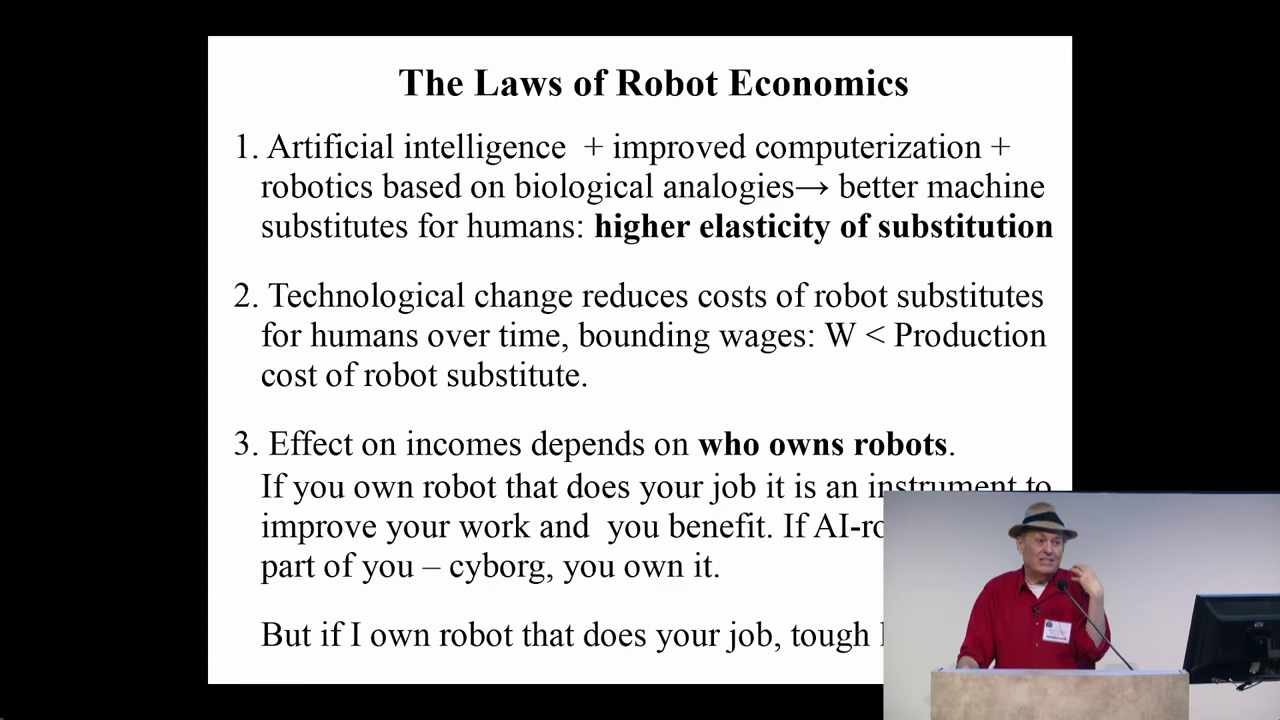 The Laws of Robot Economics
1. Artificial intelligence + improved computerization +
robotics based on biological analogies→ better machine
substitutes for humans: higher elasticity of substitution
2. Technological change reduces costs of robot substitutes
for humans over time, bounding wages: W < Production
cost of robot substitute.
3. Effect on incomes depends on who owns robots.
If you own robot that does your job it is an instrument to
improve your work and you benefit. If
part of you – cyborg, you own it.
But if I own robot that does your job, tough